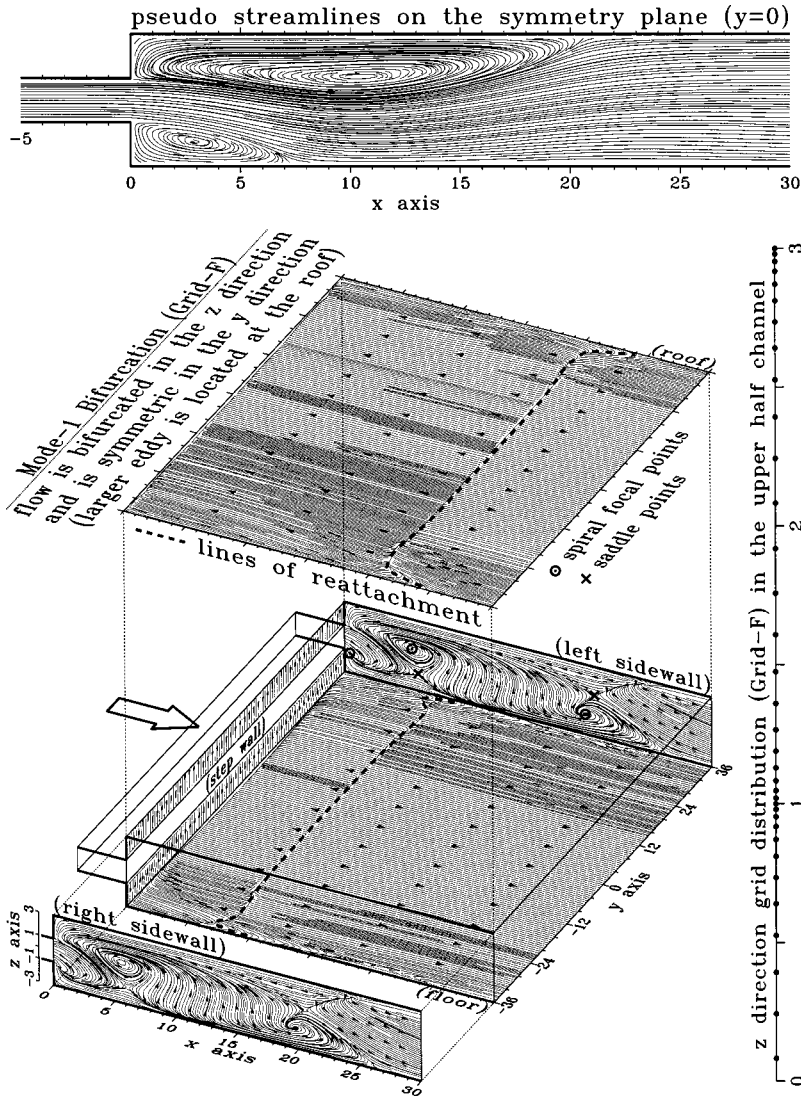 pseudo streamlines on the symmetry plane (y=0)
-5
0 5 10 15 20 25 30
x axis
Mode-1 Bifurcation (Grid-F)
flow is bifurcated in the z direction
and is symmetric in the y direction
(larger eddy is located at the roof)
(roof)
spiral focal points
× saddle points
lines of reattachment
(left sidewall)
(step wall)
36
24
12
0
-12
-24
-36
y axis
(right sidewall)
(floor)
z axis
-3 -1 1 3
0 5 10 15 20 25 30
x axis
z direction grid distribution (Grid-F) in the upper half channel
0 1 2 3